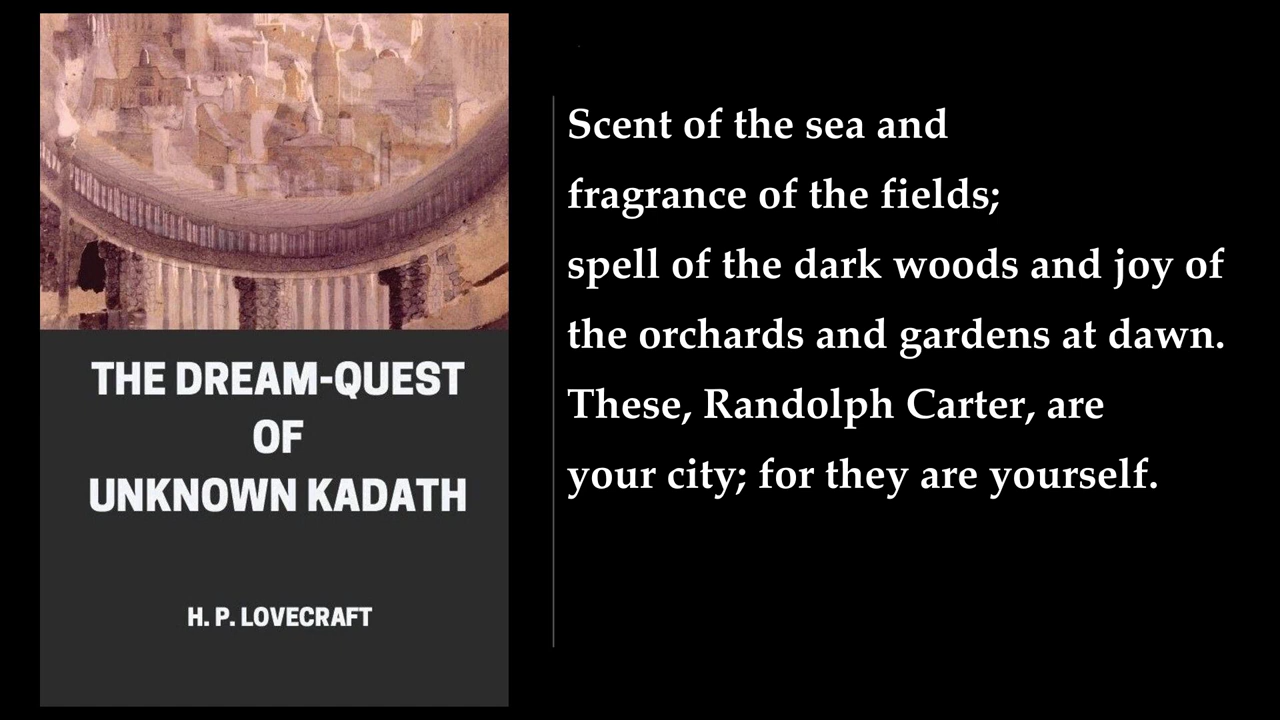 THE DREAM-QUEST
OF
UNKNOWN KADATH
H. P. LOVECRAFT
Scent of the sea and
fragrance of the fields;
spell of the dark woods and joy of
the orchards and gardens at dawn.
These, Randolph Carter, are
your city; for they are yourself.